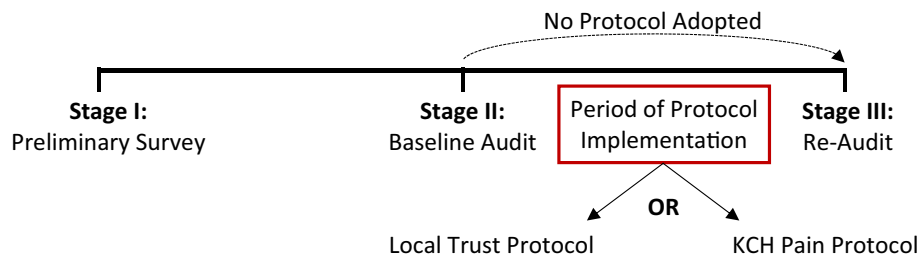 No Protocol Adopted
Stage I:
Preliminary Survey
Stage II:
Baseline Audit
Period of Protocol
Implementation
Stage III:
Re-Audit
OR
Local Trust Protocol
KCH Pain Protocol